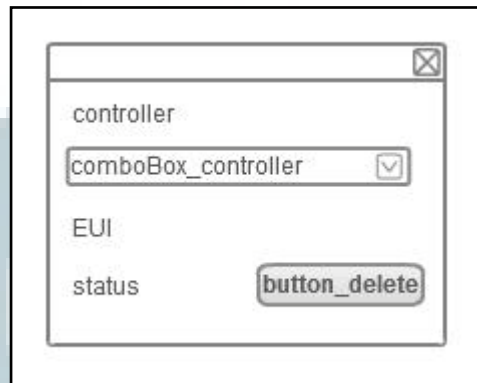 controller
comboBox_controller
EUI
status button_delete